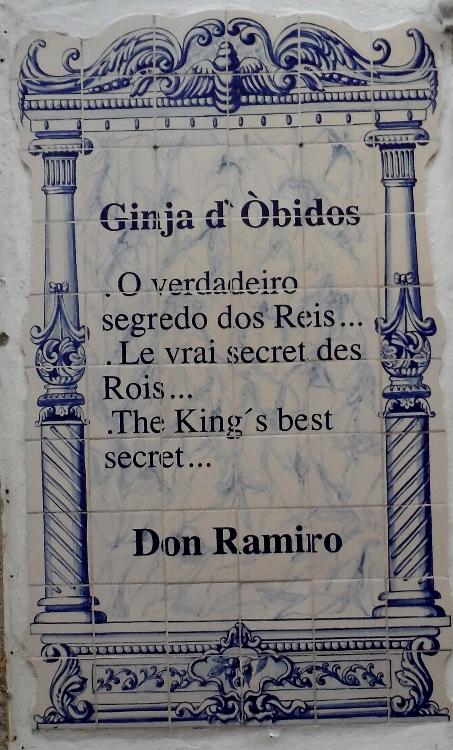 Ginja d` Òbidos
. O verdadeiro
segredo dos Reis...
. Le vrai secret des
Rois...
.The King´s best
secret...
Don Ramiro